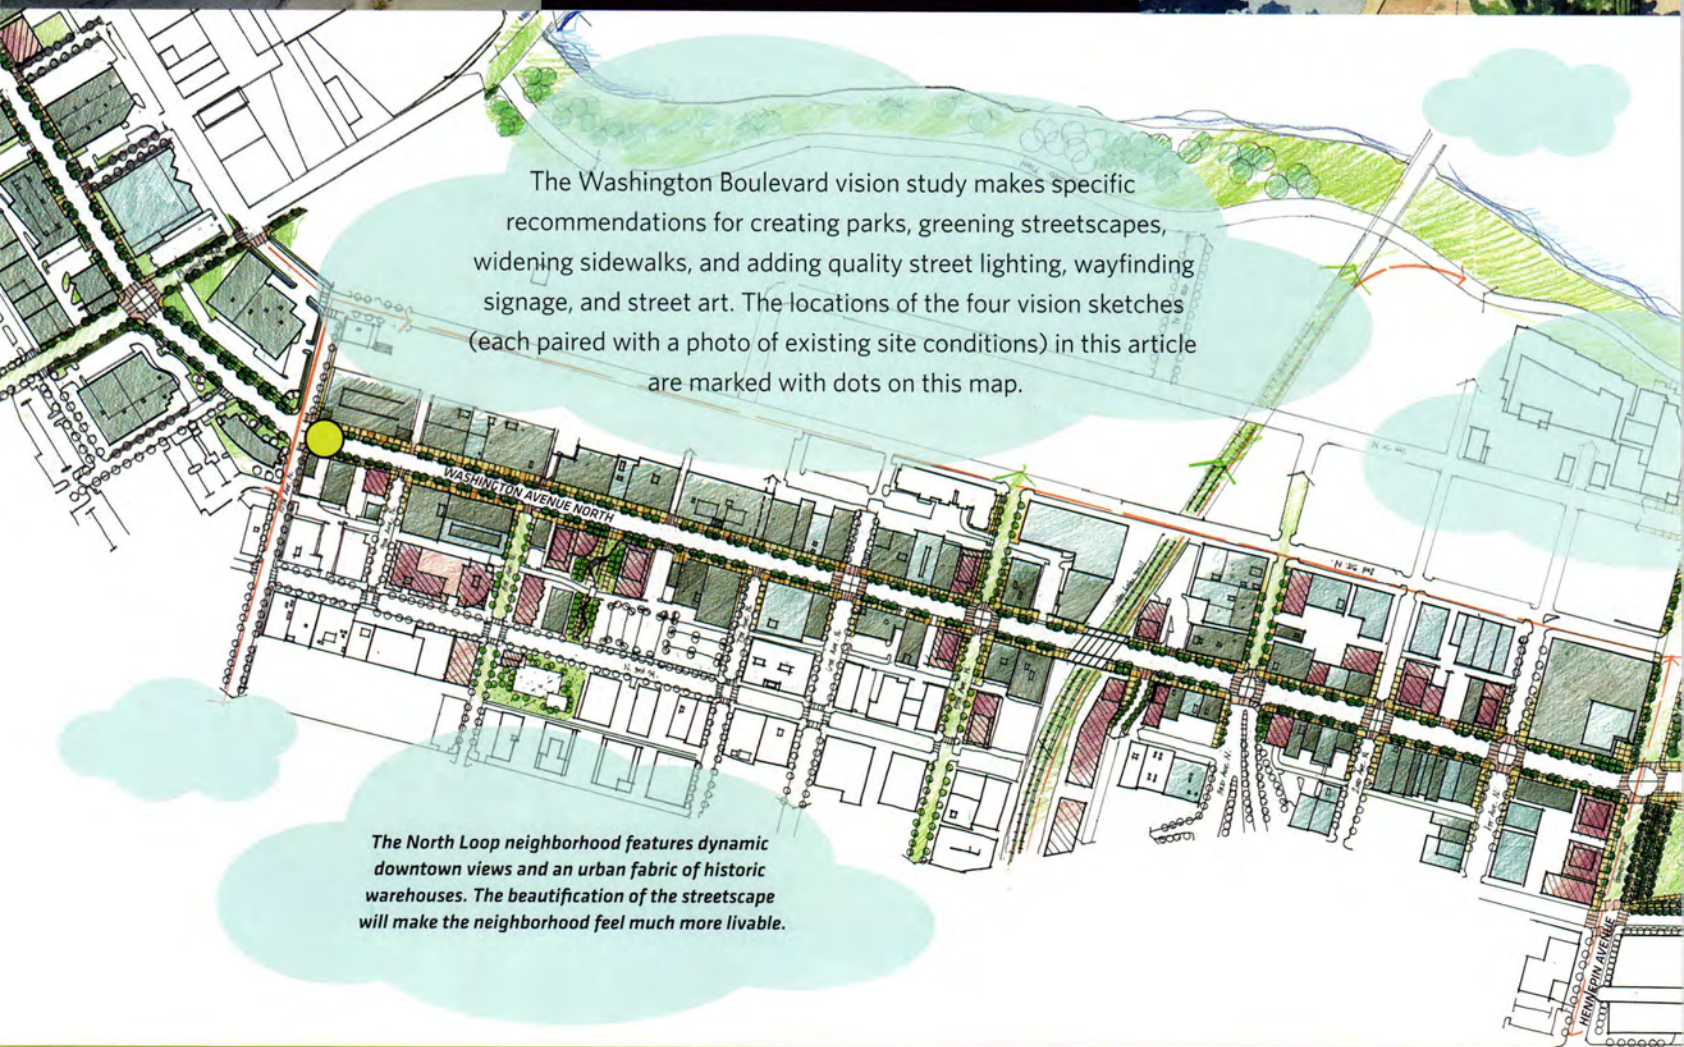 The Washington Boulevard vision study makes specific
recommendations for creating parks, greening streetscapes,
widening sidewalks, and adding quality street lighting, wayfinding
signage, and street art. The locations of the four vision sketches
(each paired with a photo of existing site conditions) in this article
are marked with dots on this map.
WASHINGTON AVENUE NORTH
2nd St. N.
N. 3rd St.
The North Loop neighborhood features dynamic
downtown views and an urban fabric of historic
warehouses. The beautification of the streetscape
will make the neighborhood feel much more livable.
HENNEPIN AVENUE